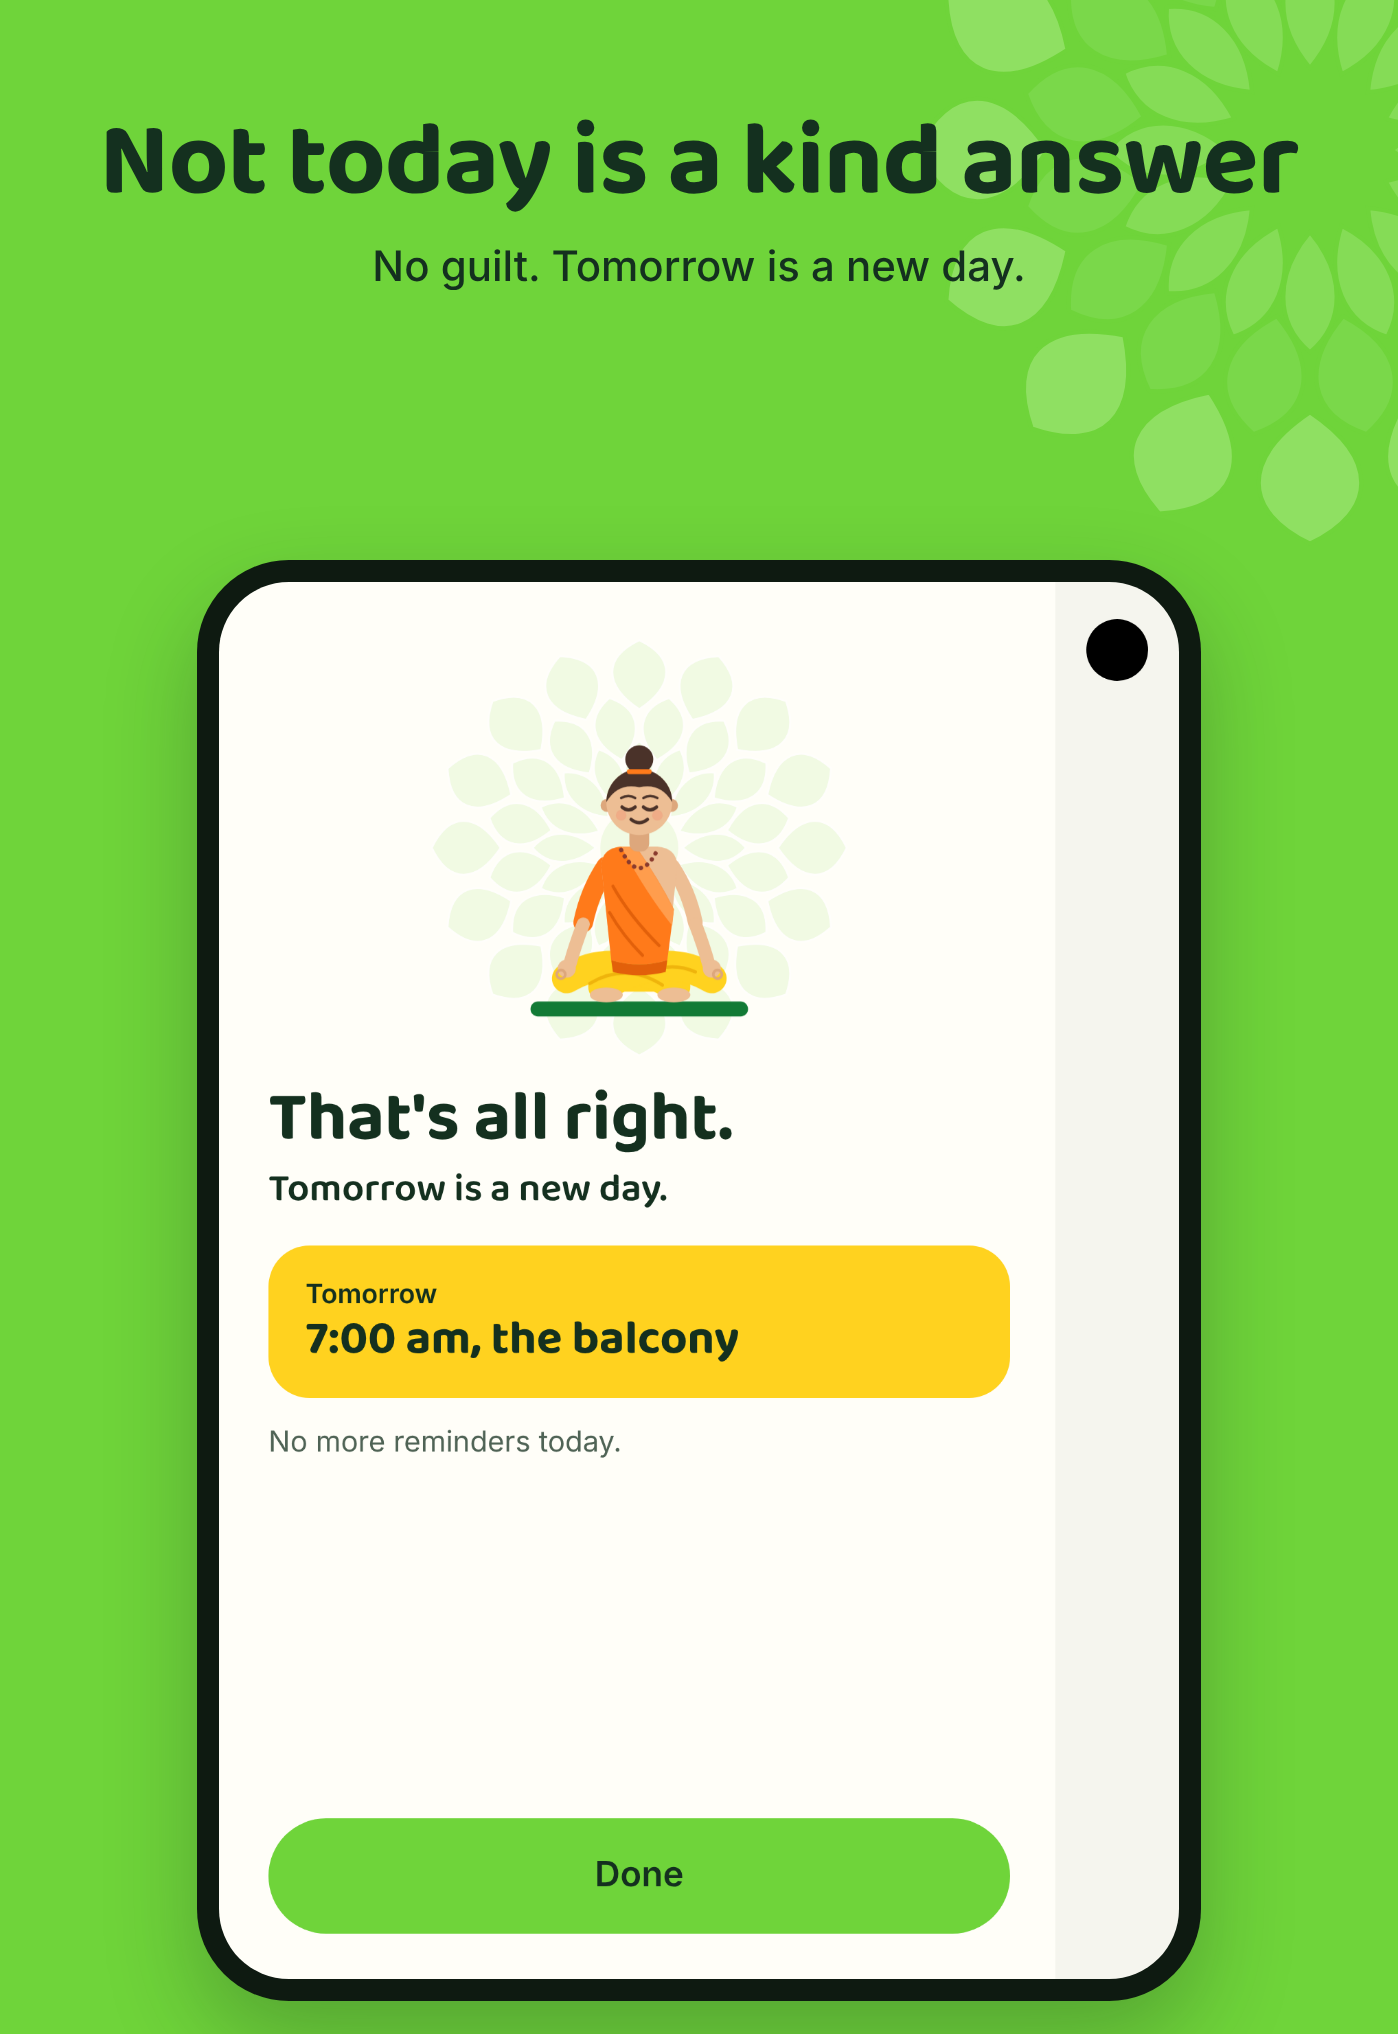 Not today is a kind answer
No guilt. Tomorrow is a new day.
That's all right.
Tomorrow is a new day.
Tomorrow
7:00 am, the balcony
No more reminders today.
Done